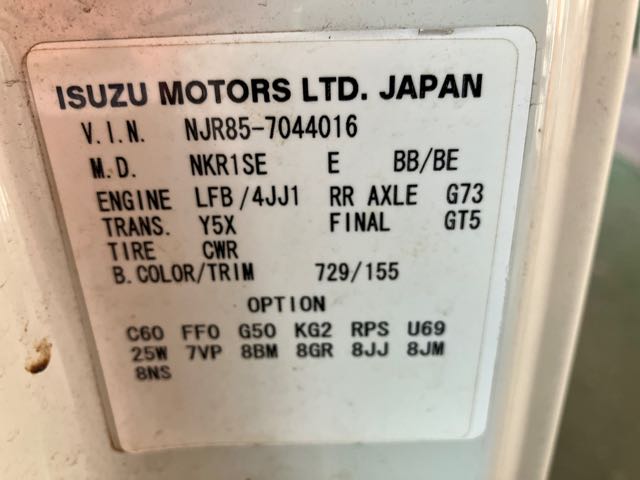 ISUZU MOTORS LTD. JAPAN
V.I.N. NJR85-7044016
M.D. NKR1SE E BB/BE
ENGINE LFB/4JJ1 RR AXLE G73
TRANS. Y5X FINAL GT5
TIRE CWR
B.COLOR/TRIM 729/155
OPTION
C60 FF0 G50 KG2 RPS U69
25W 7VP 8BM 8GR 8JJ 8JM
8NS